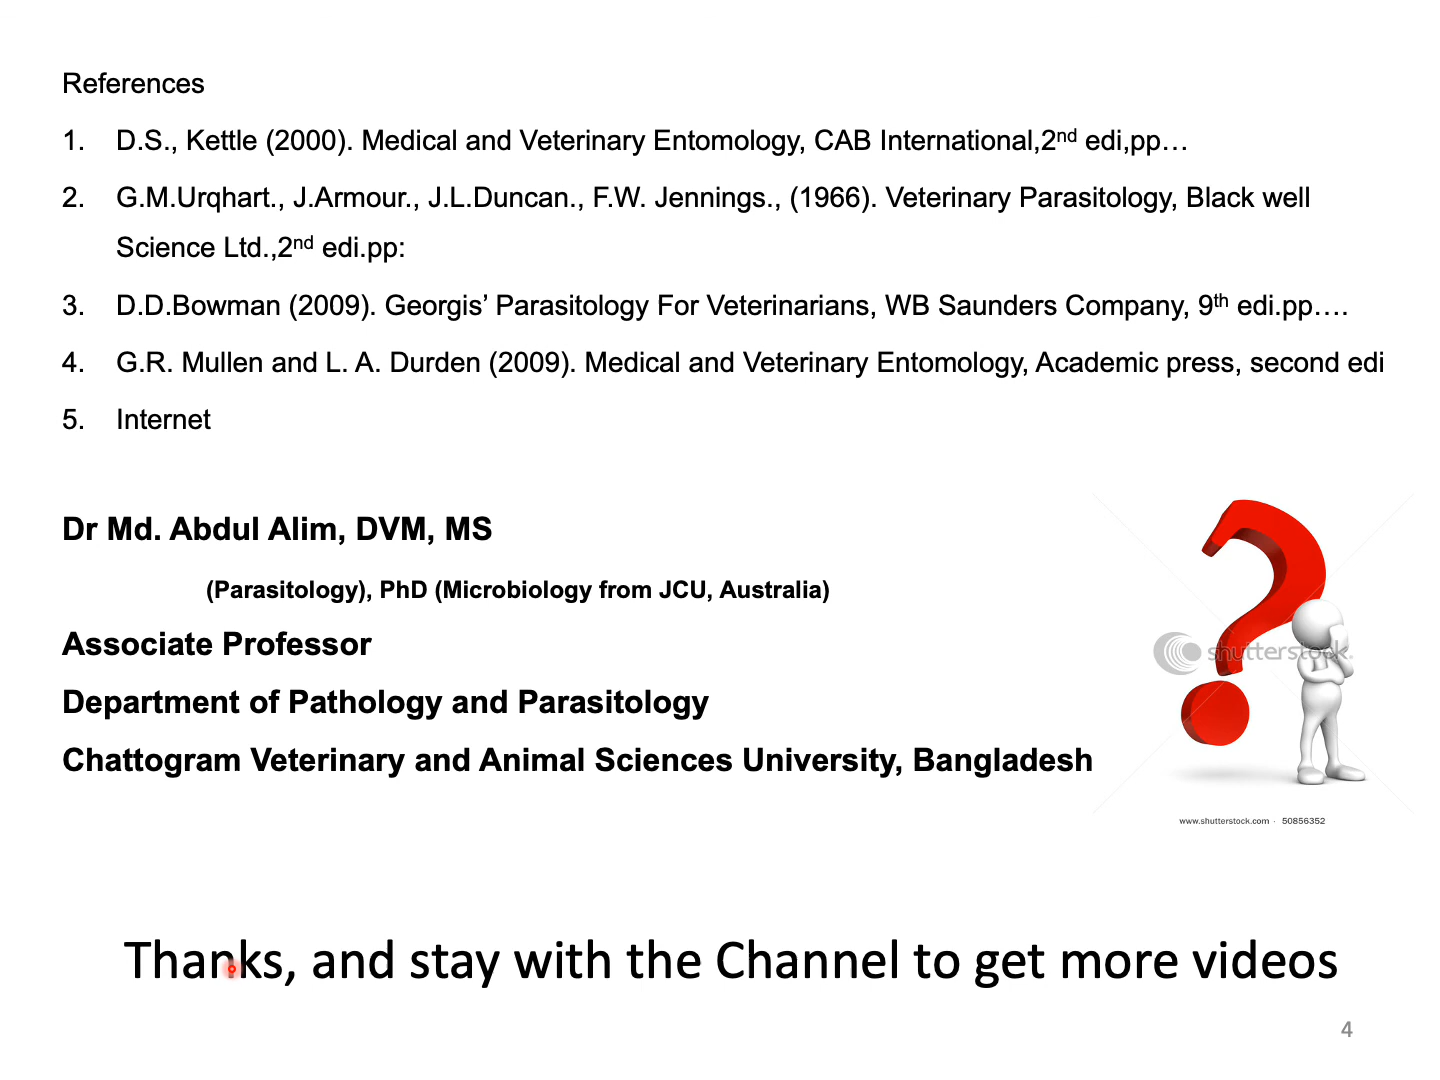 References
1. D.S., Kettle (2000). Medical and Veterinary Entomology, CAB International,2nd edi,pp…
2. G.M.Urqhart., J.Armour., J.L.Duncan., F.W. Jennings., (1966). Veterinary Parasitology, Black well
Science Ltd.,2nd edi.pp:
3. D.D.Bowman (2009). Georgis’ Parasitology For Veterinarians, WB Saunders Company, 9th edi.pp….
4. G.R. Mullen and L. A. Durden (2009). Medical and Veterinary Entomology, Academic press, second edi
5. Internet
Dr Md. Abdul Alim, DVM, MS
(Parasitology), PhD (Microbiology from JCU, Australia)
Associate Professor
Department of Pathology and Parasitology
Chattogram Veterinary and Animal Sciences University, Bangladesh
shutterstock
www.shutterstock.com · 50856352
Thanks, and stay with the Channel to get more videos
4